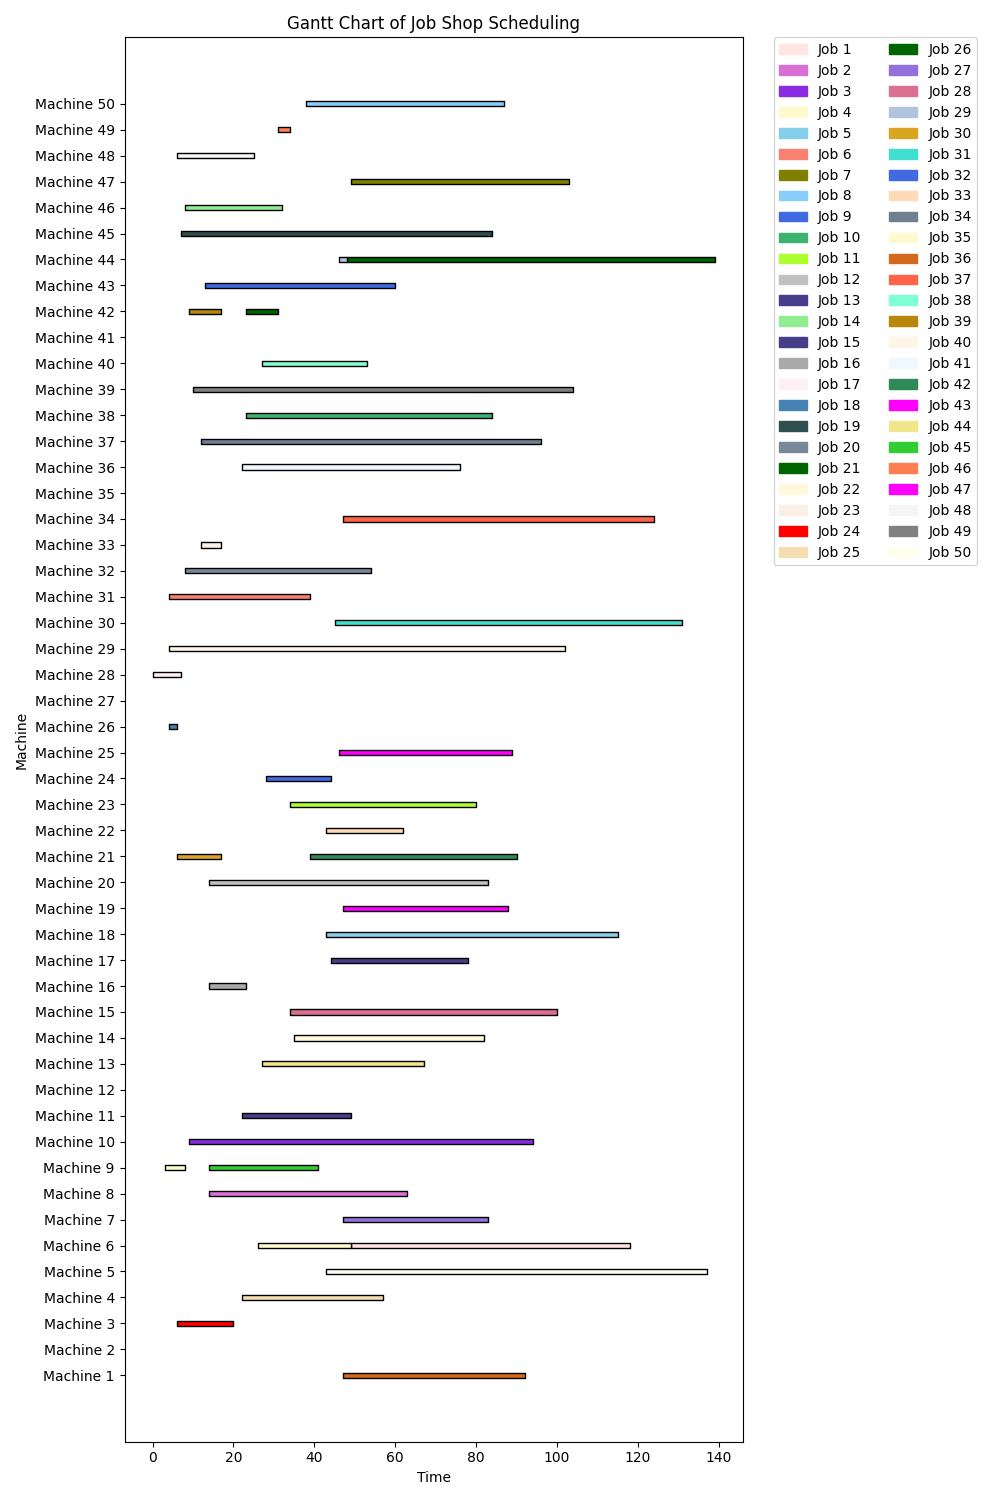 Gantt Chart of Job Shop Scheduling
Machine 50
Machine 49
Machine 48
Machine 47
Machine 46
Machine 45
Machine 44
Machine 43
Machine 42
Machine 41
Machine 40
Machine 39
Machine 38
Machine 37
Machine 36
Machine 35
Machine 34
Machine 33
Machine 32
Machine 31
Machine 30
Machine 29
Machine 28
Machine 27
Machine 26
Machine 25
Machine 24
Machine 23
Machine 22
Machine 21
Machine 20
Machine 19
Machine 18
Machine 17
Machine 16
Machine 15
Machine 14
Machine 13
Machine 12
Machine 11
Machine 10
Machine 9
Machine 8
Machine 7
Machine 6
Machine 5
Machine 4
Machine 3
Machine 2
Machine 1
Machine
0 20 40 60 80 100 120 140
Time
Job 1
Job 2
Job 3
Job 4
Job 5
Job 6
Job 7
Job 8
Job 9
Job 10
Job 11
Job 12
Job 13
Job 14
Job 15
Job 16
Job 17
Job 18
Job 19
Job 20
Job 21
Job 22
Job 23
Job 24
Job 25
Job 26
Job 27
Job 28
Job 29
Job 30
Job 31
Job 32
Job 33
Job 34
Job 35
Job 36
Job 37
Job 38
Job 39
Job 40
Job 41
Job 42
Job 43
Job 44
Job 45
Job 46
Job 47
Job 48
Job 49
Job 50